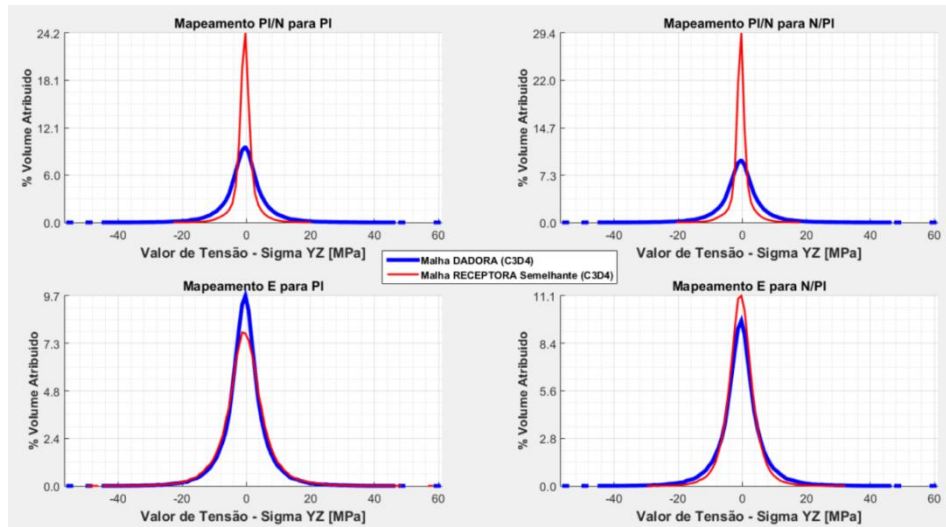 Mapeamento PI/N para PI
24.2
18.1
12.1
6.0
0.0
% Volume Atribuido
-40 -20 0 20 40 60
Valor de Tensão - Sigma YZ [MPa]
Mapeamento PI/N para N/PI
29.4
22.0
14.7
7.3
0.0
% Volume Atribuido
-40 -20 0 20 40 60
Valor de Tensão - Sigma YZ [MPa]
Malha DADORA (C3D4)
Malha RECEPTORA Semelhante (C3D4)
Mapeamento E para PI
9.7
7.3
4.8
2.4
0.0
% Volume Atribuido
-40 -20 0 20 40 60
Valor de Tensão - Sigma YZ [MPa]
Mapeamento E para N/PI
11.1
8.4
5.6
2.8
0.0
% Volume Atribuido
-40 -20 0 20 40 60
Valor de Tensão - Sigma YZ [MPa]